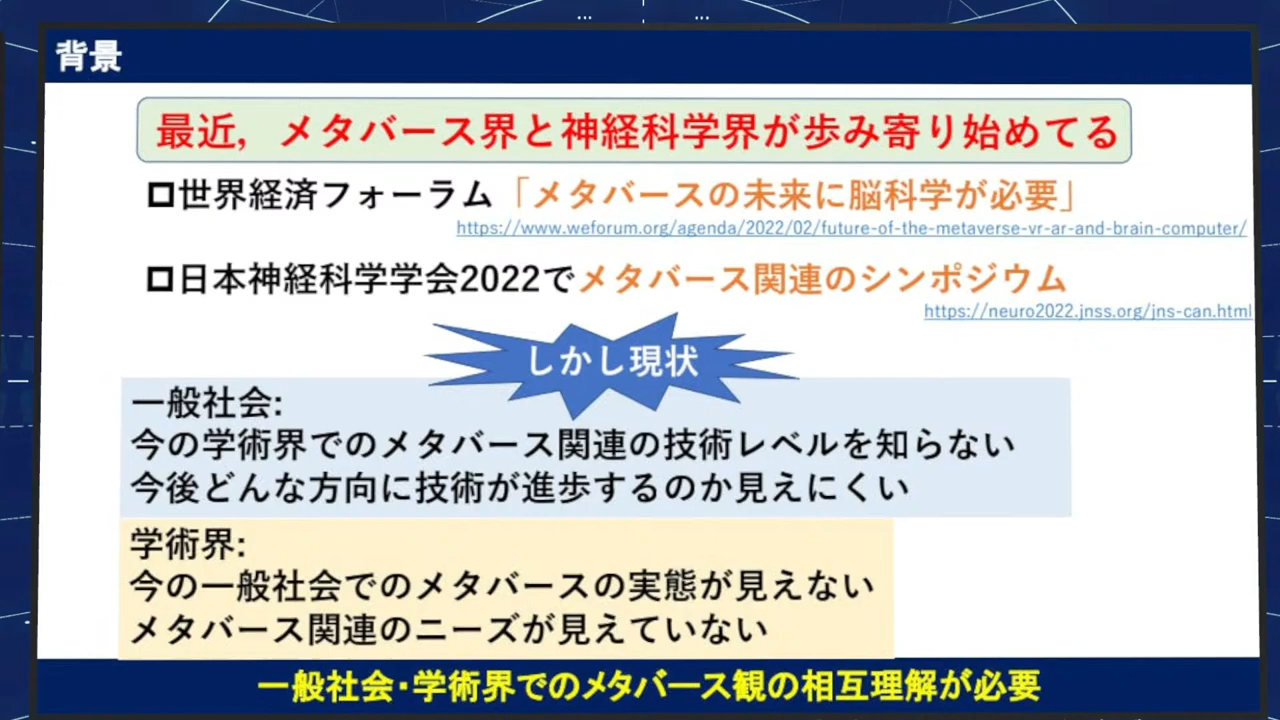 背景
最近，メタバース界と神経科学界が歩み寄り始めてる
□世界経済フォーラム「メタバースの未来に脳科学が必要」
https://www.weforum.org/agenda/2022/02/future-of-the-metaverse-vr-ar-and-brain-computer/
□日本神経科学学会2022でメタバース関連のシンポジウム
https://neuro2022.jnss.org/jns-can.html
しかし現状
一般社会:
今の学術界でのメタバース関連の技術レベルを知らない
今後どんな方向に技術が進歩するのか見えにくい
学術界:
今の一般社会でのメタバースの実態が見えない
メタバース関連のニーズが見えていない
一般社会・学術界でのメタバース観の相互理解が必要